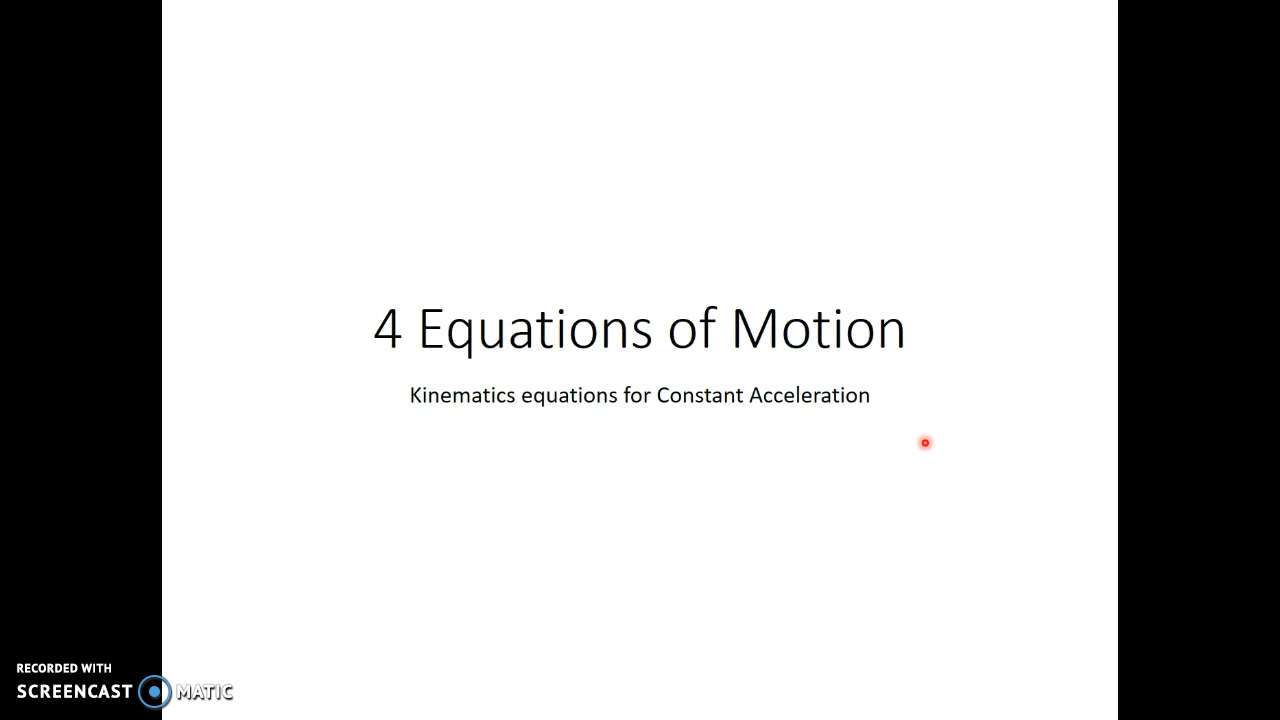 4 Equations of Motion
Kinematics equations for Constant Acceleration
RECORDED WITH
SCREENCAST MATIC